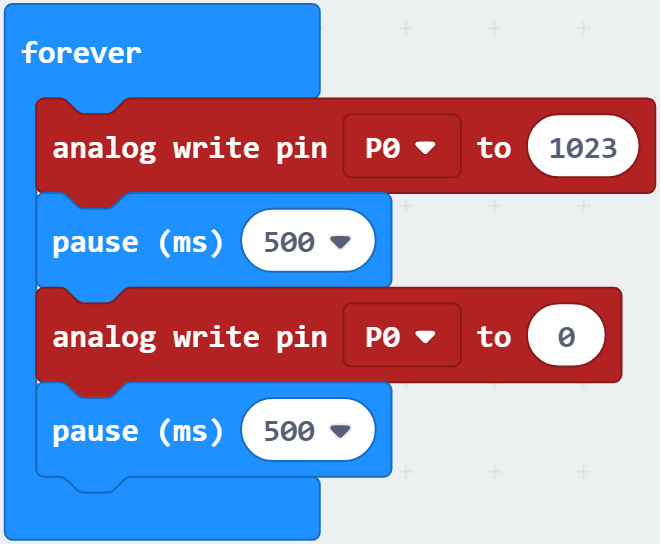 forever
analog write pin P0 to 1023
pause (ms) 500
analog write pin P0 to 0
pause (ms) 500